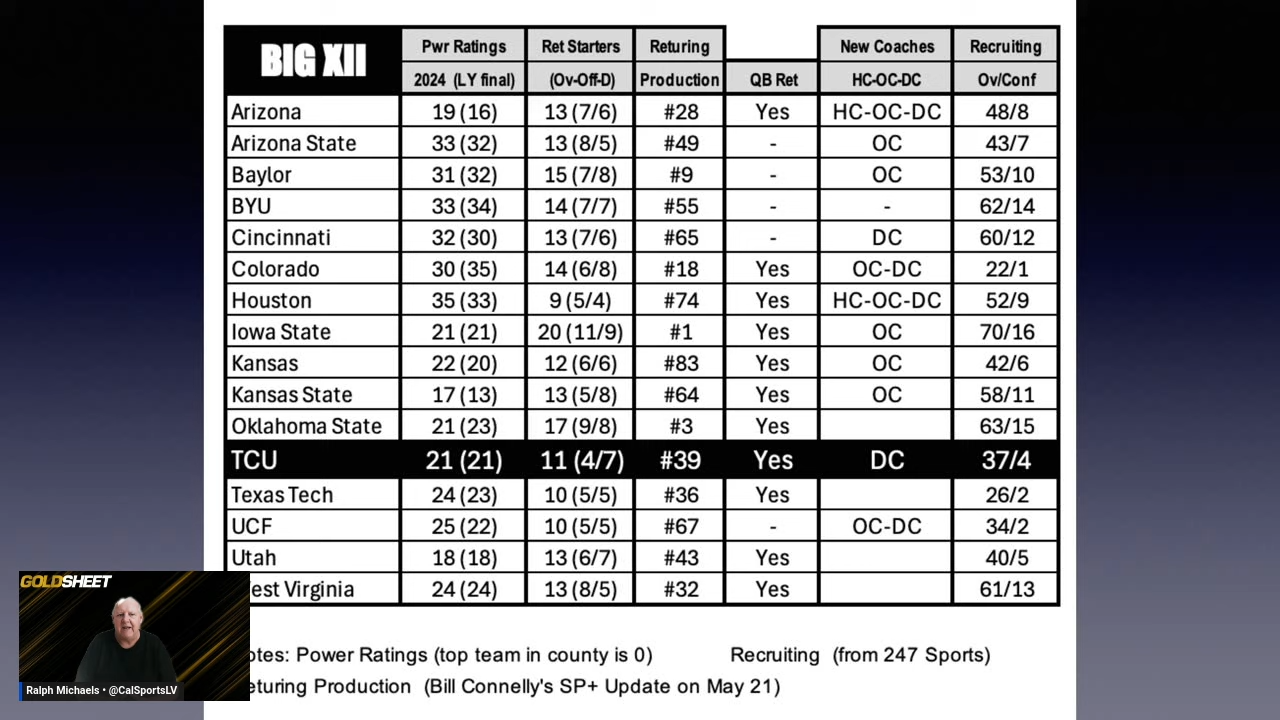 BIG XII Pwr Ratings Ret Starters Returing New Coaches Recruiting
2024 (LY final) (Ov-Off-D) Production QB Ret HC-OC-DC Ov/Conf
Arizona 19 (16) 13 (7/6) #28 Yes HC-OC-DC 48/8
Arizona State 33 (32) 13 (8/5) #49 - OC 43/7
Baylor 31 (32) 15 (7/8) #9 - OC 53/10
BYU 33 (34) 14 (7/7) #55 - - 62/14
Cincinnati 32 (30) 13 (7/6) #65 - DC 60/12
Colorado 30 (35) 14 (6/8) #18 Yes OC-DC 22/1
Houston 35 (33) 9 (5/4) #74 Yes HC-OC-DC 52/9
Iowa State 21 (21) 20 (11/9) #1 Yes OC 70/16
Kansas 22 (20) 12 (6/6) #83 Yes OC 42/6
Kansas State 17 (13) 13 (5/8) #64 Yes OC 58/11
Oklahoma State 21 (23) 17 (9/8) #3 Yes 63/15
TCU 21 (21) 11 (4/7) #39 Yes DC 37/4
Texas Tech 24 (23) 10 (5/5) #36 Yes 26/2
UCF 25 (22) 10 (5/5) #67 - OC-DC 34/2
Utah 18 (18) 13 (6/7) #43 Yes 40/5
est Virginia 24 (24) 13 (8/5) #32 Yes 61/13
otes: Power Ratings (top team in county is 0) Recruiting (from 247 Sports)
eturing Production (Bill Connelly's SP+ Update on May 21)
GOLDSHEET
Ralph Michaels • @CalSportsLV